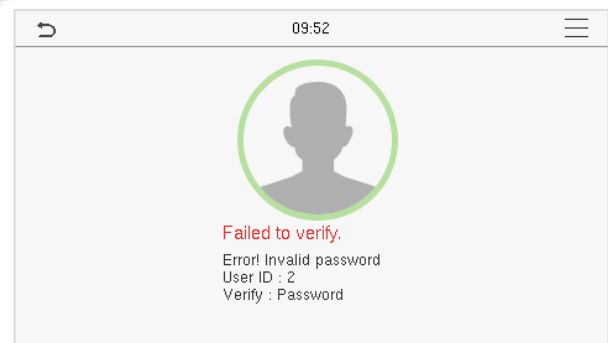 09:52
Failed to verify.
Error! Invalid password
User ID : 2
Verify : Password